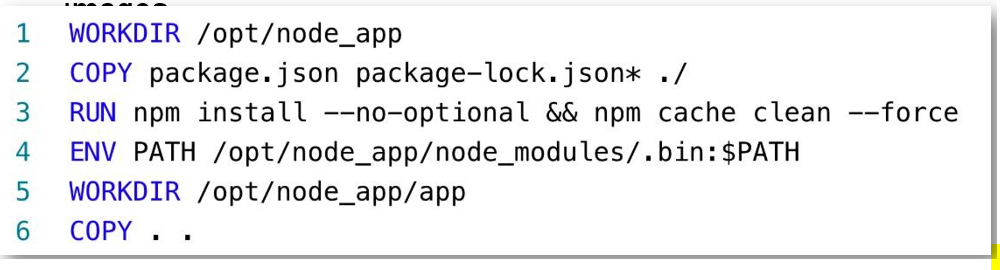 1 WORKDIR /opt/node_app
2 COPY package.json package-lock.json* ./
3 RUN npm install --no-optional && npm cache clean --force
4 ENV PATH /opt/node_app/node_modules/.bin:$PATH
5 WORKDIR /opt/node_app/app
6 COPY . .